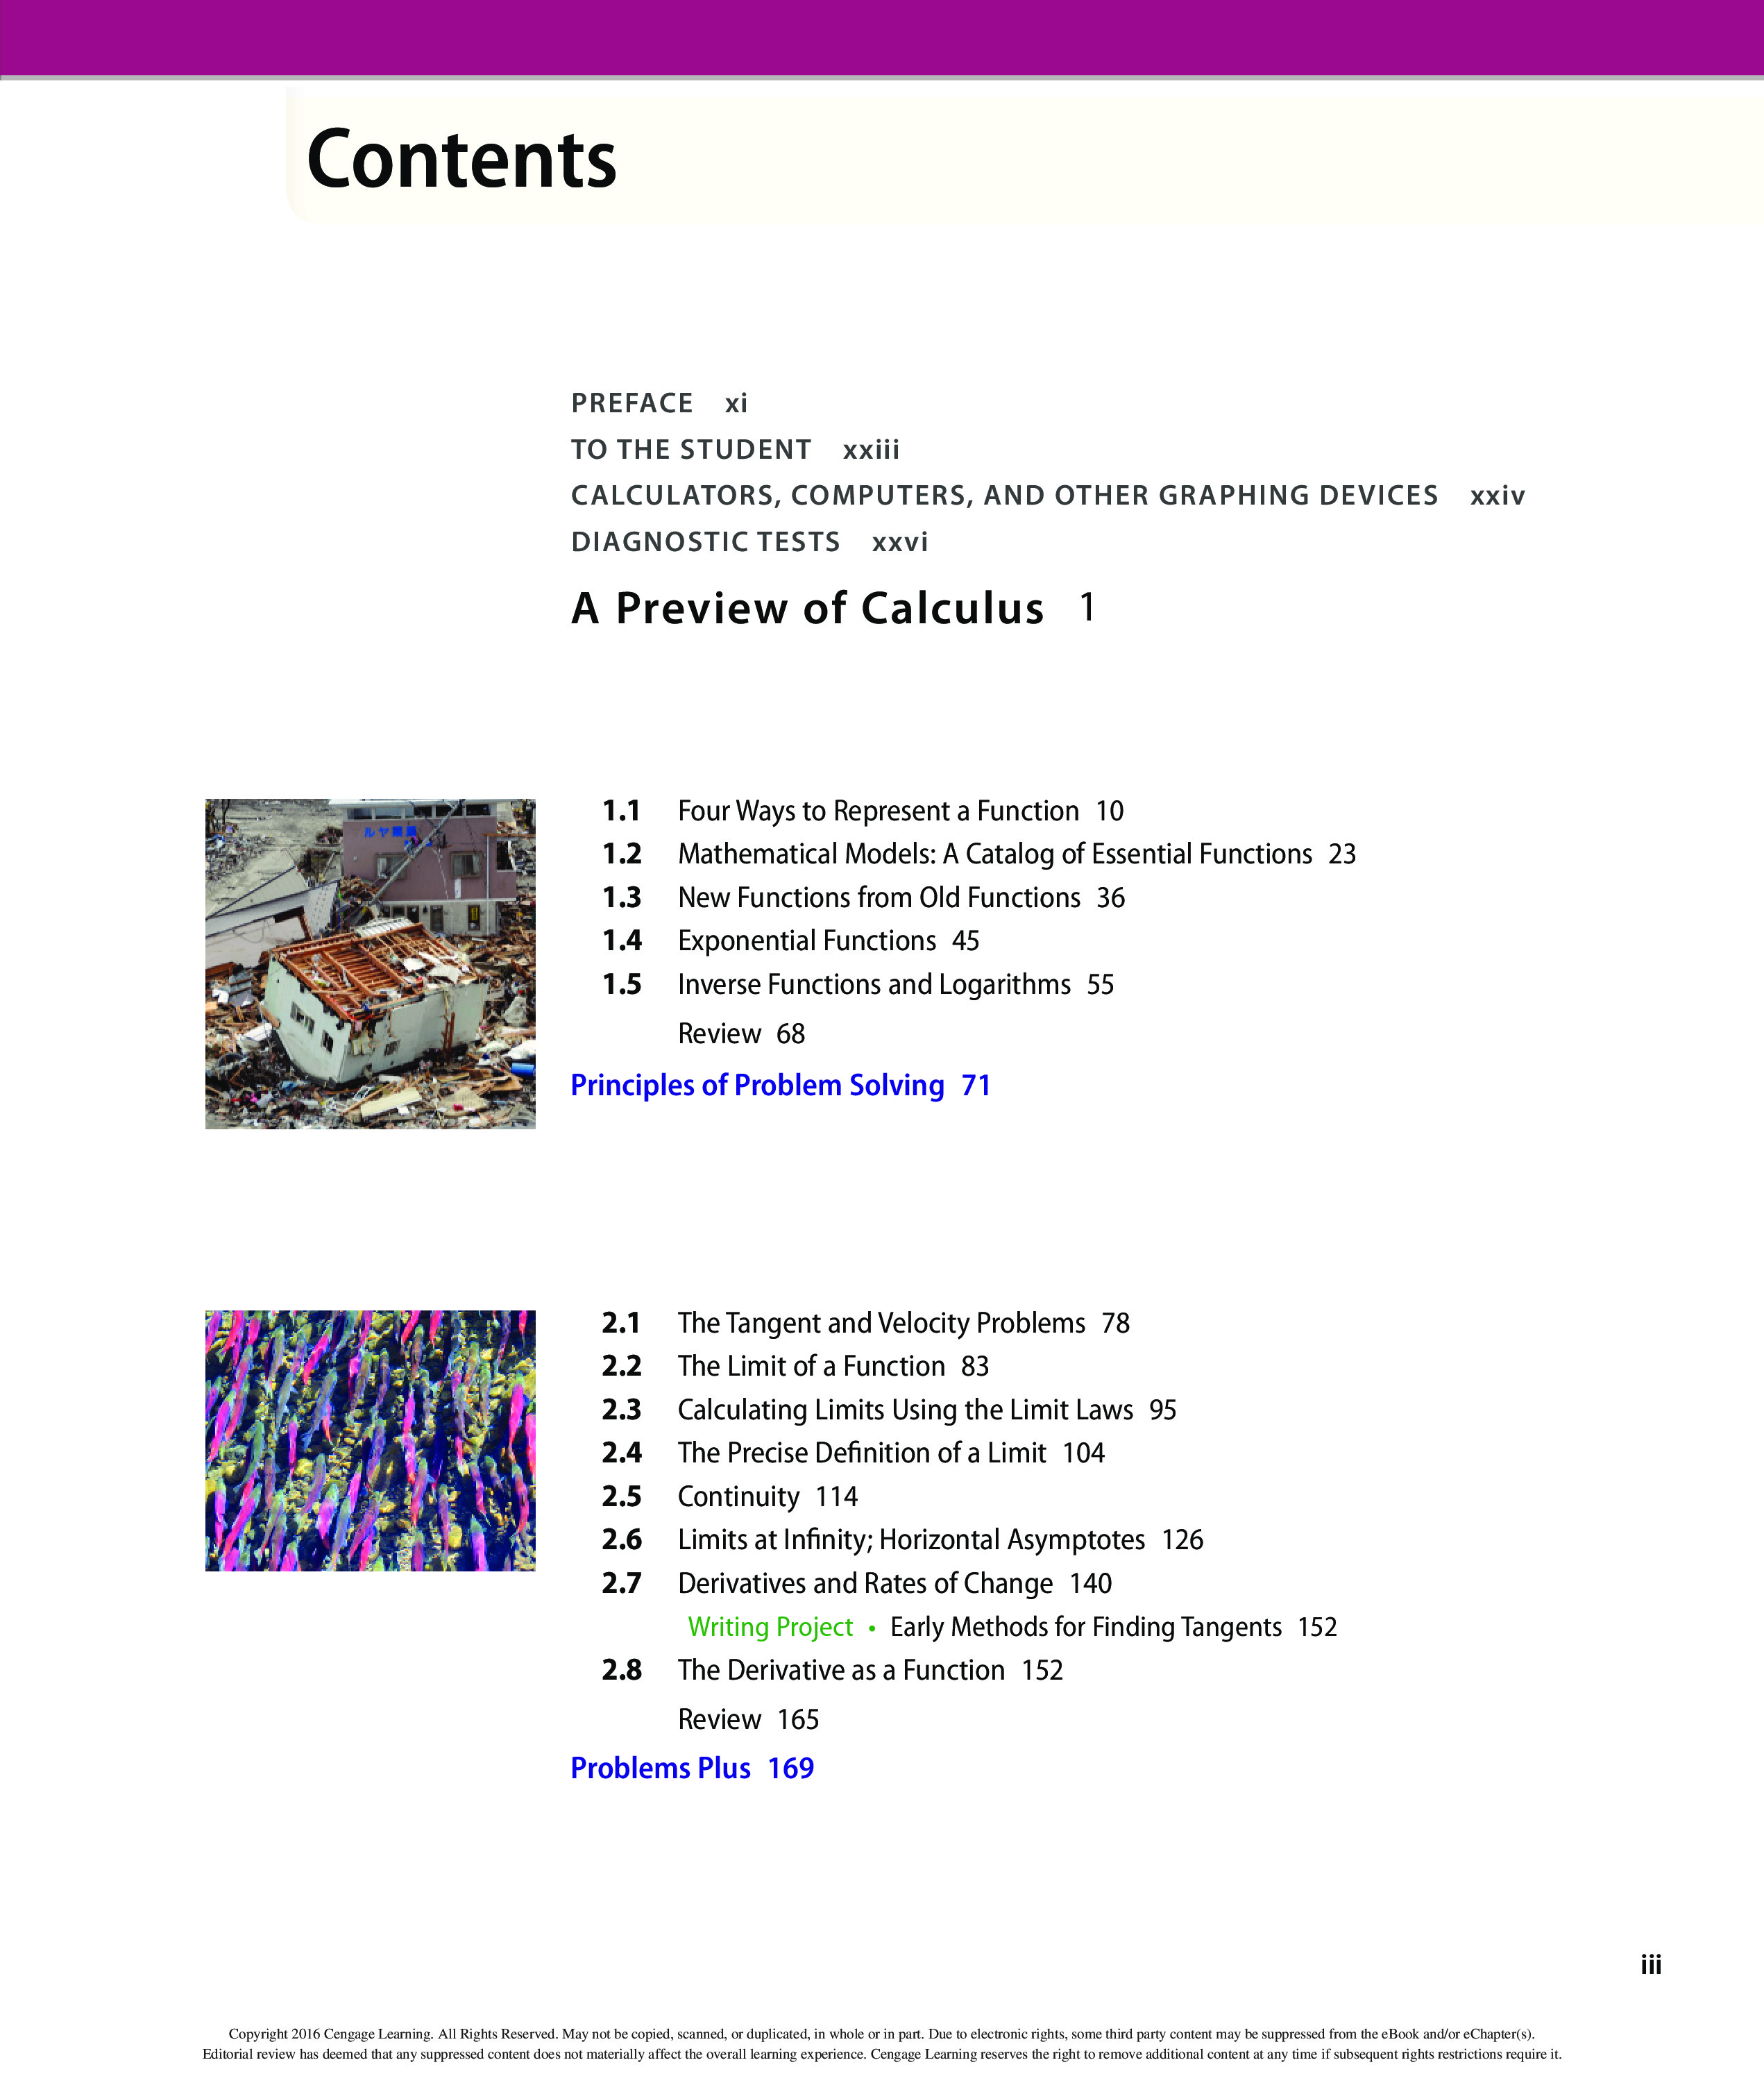 Contents
PREFACE xi
TO THE STUDENT xxiii
CALCULATORS, COMPUTERS, AND OTHER GRAPHING DEVICES xxiv
DIAGNOSTIC TESTS xxvi
A Preview of Calculus 1
1.1 Four Ways to Represent a Function 10
1.2 Mathematical Models: A Catalog of Essential Functions 23
1.3 New Functions from Old Functions 36
1.4 Exponential Functions 45
1.5 Inverse Functions and Logarithms 55
Review 68
Principles of Problem Solving 71
2.1 The Tangent and Velocity Problems 78
2.2 The Limit of a Function 83
2.3 Calculating Limits Using the Limit Laws 95
2.4 The Precise Definition of a Limit 104
2.5 Continuity 114
2.6 Limits at Infinity; Horizontal Asymptotes 126
2.7 Derivatives and Rates of Change 140
Writing Project • Early Methods for Finding Tangents 152
2.8 The Derivative as a Function 152
Review 165
Problems Plus 169
iii
Copyright 2016 Cengage Learning. All Rights Reserved. May not be copied, scanned, or duplicated, in whole or in part. Due to electronic rights, some third party content may be suppressed from the eBook and/or eChapter(s).
Editorial review has deemed that any suppressed content does not materially affect the overall learning experience. Cengage Learning reserves the right to remove additional content at any time if subsequent rights restrictions require it.